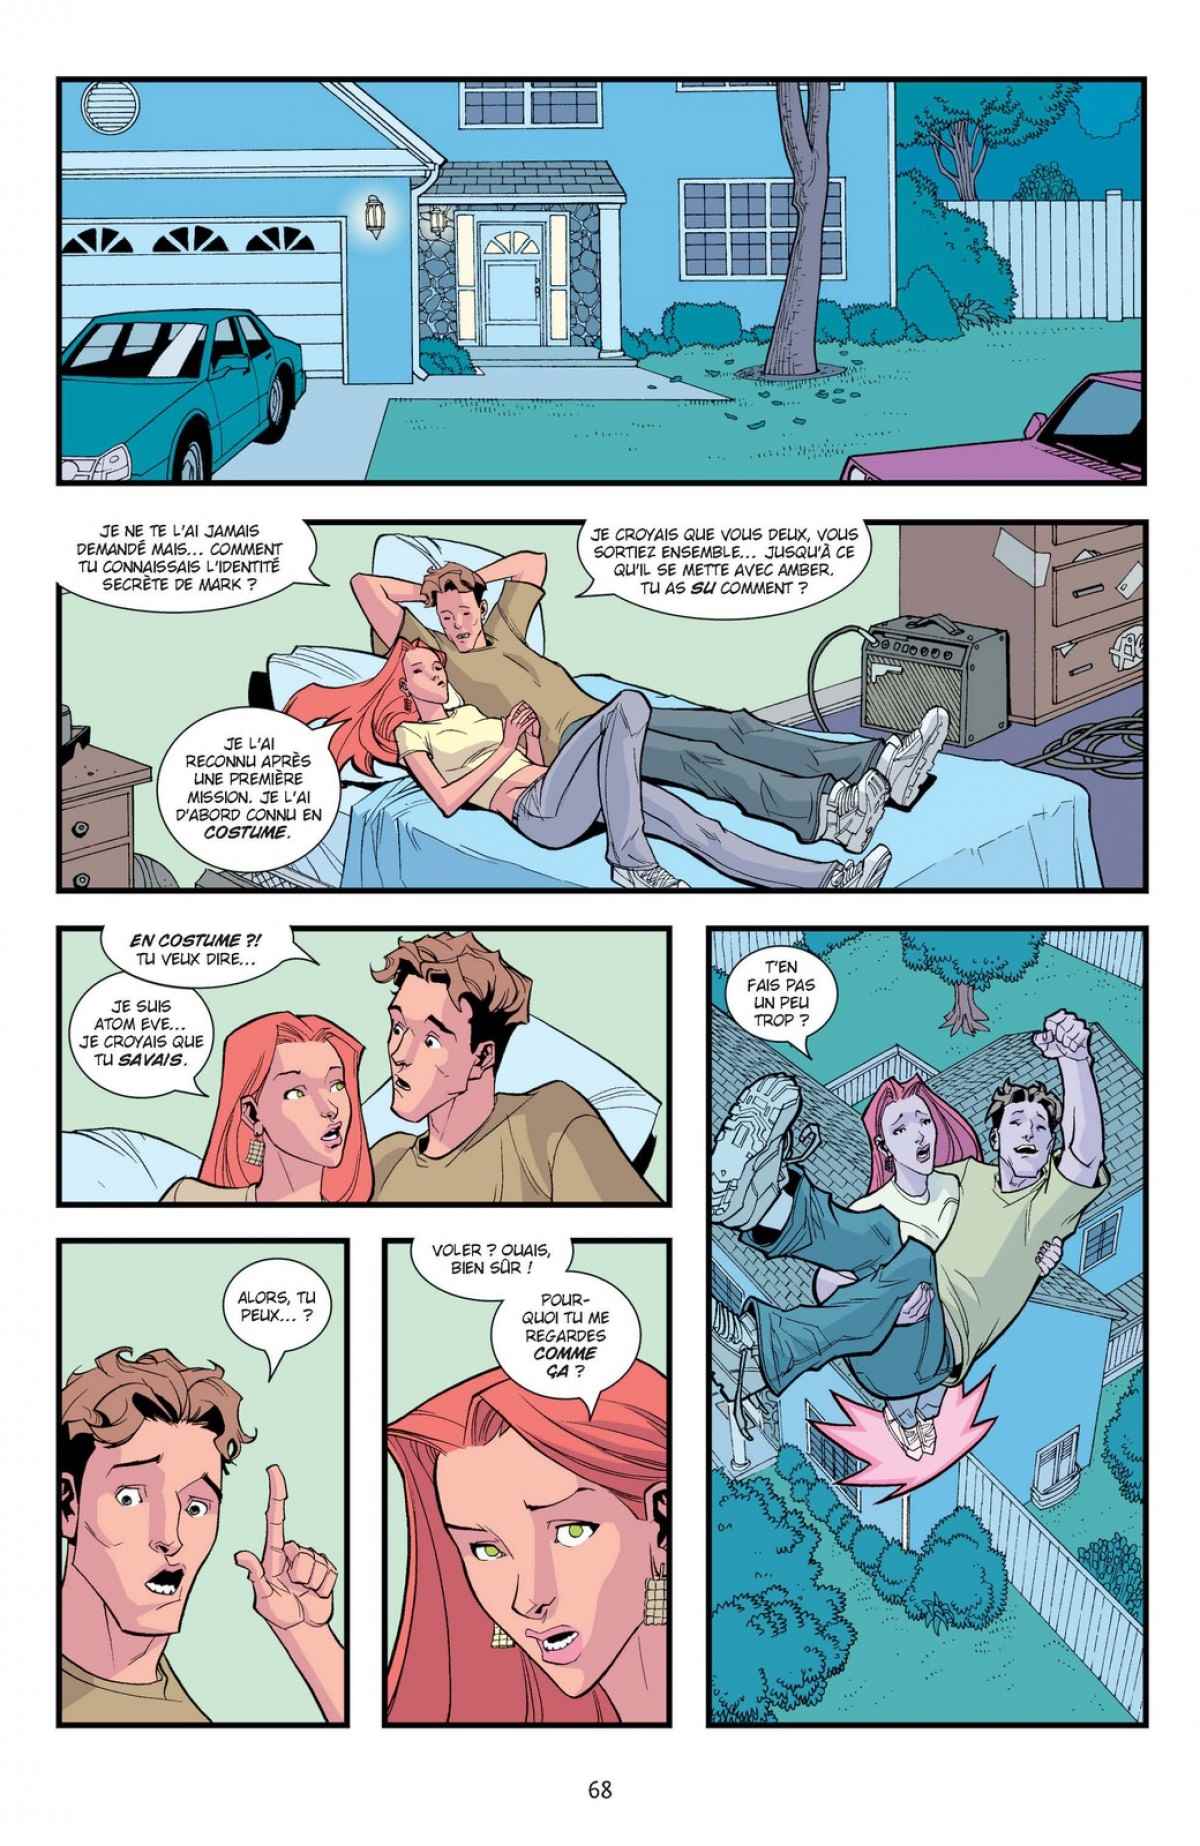 JE NE TE L'AI JAMAIS
DEMANDÉ MAIS... COMMENT
TU CONNAISSAIS L'IDENTITÉ
SECRÈTE DE MARK ?
JE CROYAIS QUE VOUS DEUX, VOUS
SORTIEZ ENSEMBLE... JUSQU'À CE
QU'IL SE METTE AVEC AMBER.
TU AS SU COMMENT ?
JE L'AI
RECONNU APRÈS
UNE PREMIÈRE
MISSION. JE L'AI
D'ABORD CONNU EN
COSTUME.
EN COSTUME ?!
TU VEUX DIRE...
JE SUIS
ATOM EVE...
JE CROYAIS QUE
TU SAVAIS.
ALORS, TU
PEUX... ?
VOLER ? OUAIS,
BIEN SÛR !
POUR-
QUOI TU ME
REGARDES
COMME
ÇA ?
T'EN
FAIS PAS
UN PEU
TROP ?
68